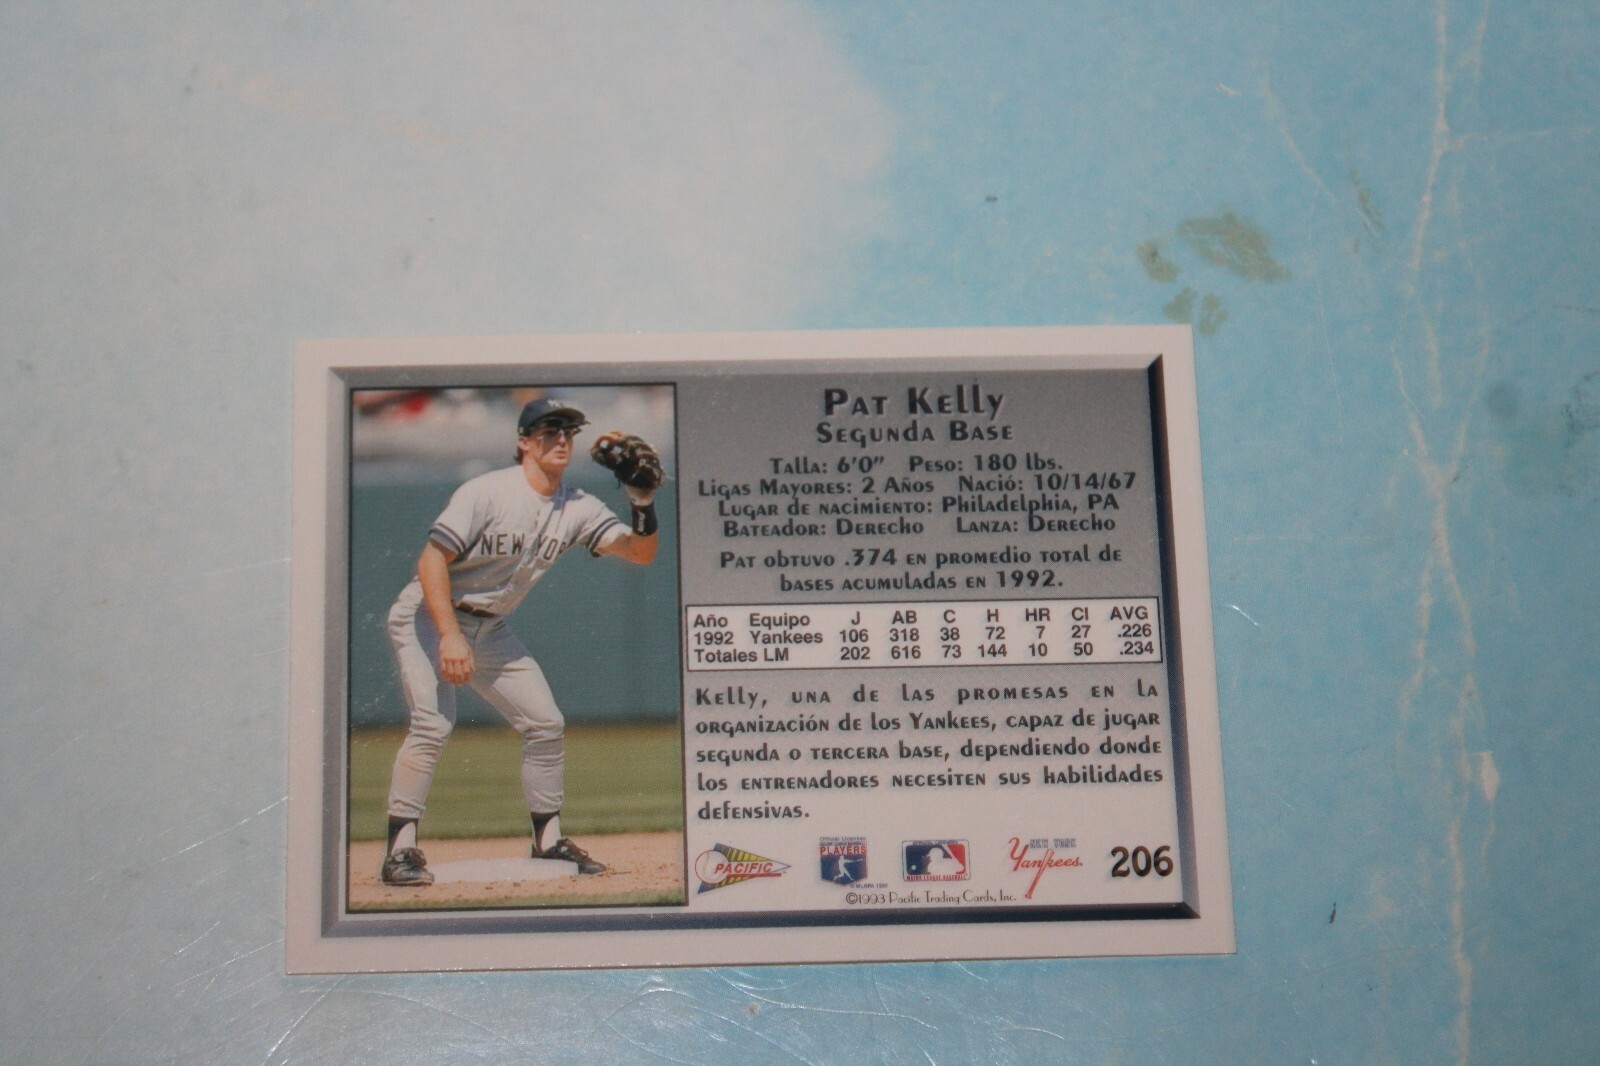 Pat Kelly
Segunda Base
Talla: 6'0" Peso: 180 lbs.
Ligas Mayores: 2 Años Nació: 10/14/67
Lugar de nacimiento: Philadelphia, PA
Bateador: Derecho Lanza: Derecho
Pat obtuvo .374 en promedio total de
bases acumuladas en 1992.
Año Equipo J AB C H HR CI AVG
1992 Yankees 106 318 38 72 7 27 .226
Totales LM 202 616 73 144 10 50 .234
Kelly, una de las promesas en la
organización de los Yankees, capaz de jugar
segunda o tercera base, dependiendo donde
los entrenadores necesiten sus habilidades
defensivas.
NEW YOR
PACIFIC
PLAYERS
MAJOR LEAGUE BASEBALL
NEW YORK
Yankees
206
©1993 Pacific Trading Cards, Inc.